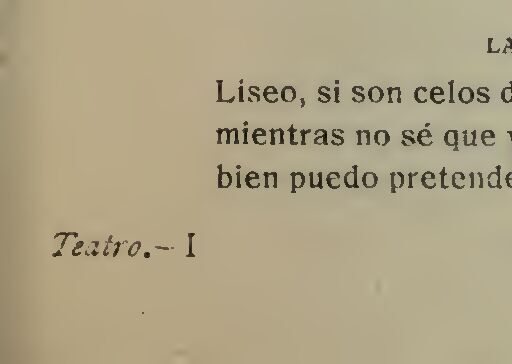 LA
Liseo, si son celos d
mientras no sé que v
bien puedo pretende
Teatro.— I